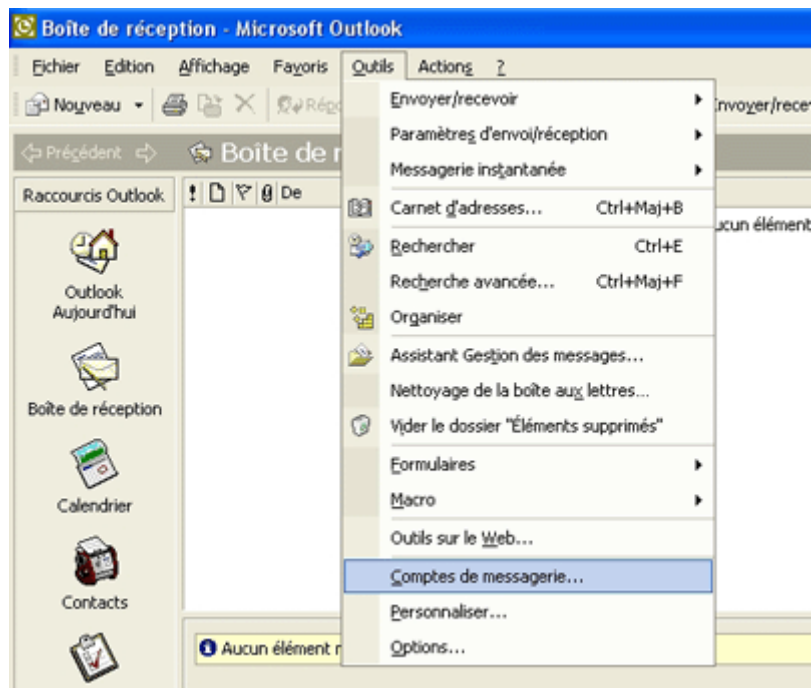 Boîte de réception - Microsoft Outlook
Fichier Edition Affichage Favoris Outils Actions ?
Nouveau
Envoyer/recevoir
Paramètres d'envoi/réception
Messagerie instantanée
Carnet d'adresses... Ctrl+Maj+B
Rechercher Ctrl+E
Recherche avancée... Ctrl+Maj+F
Organiser
Assistant Gestion des messages...
Nettoyage de la boîte aux lettres...
Vider le dossier "Éléments supprimés"
Formulaires
Macro
Outils sur le Web...
Comptes de messagerie...
Personnaliser...
Options...
Précédent
Boîte de r
Raccourcis Outlook
! De
Outlook
Aujourd'hui
Boîte de réception
Calendrier
Contacts
ucun élément
Aucun élément